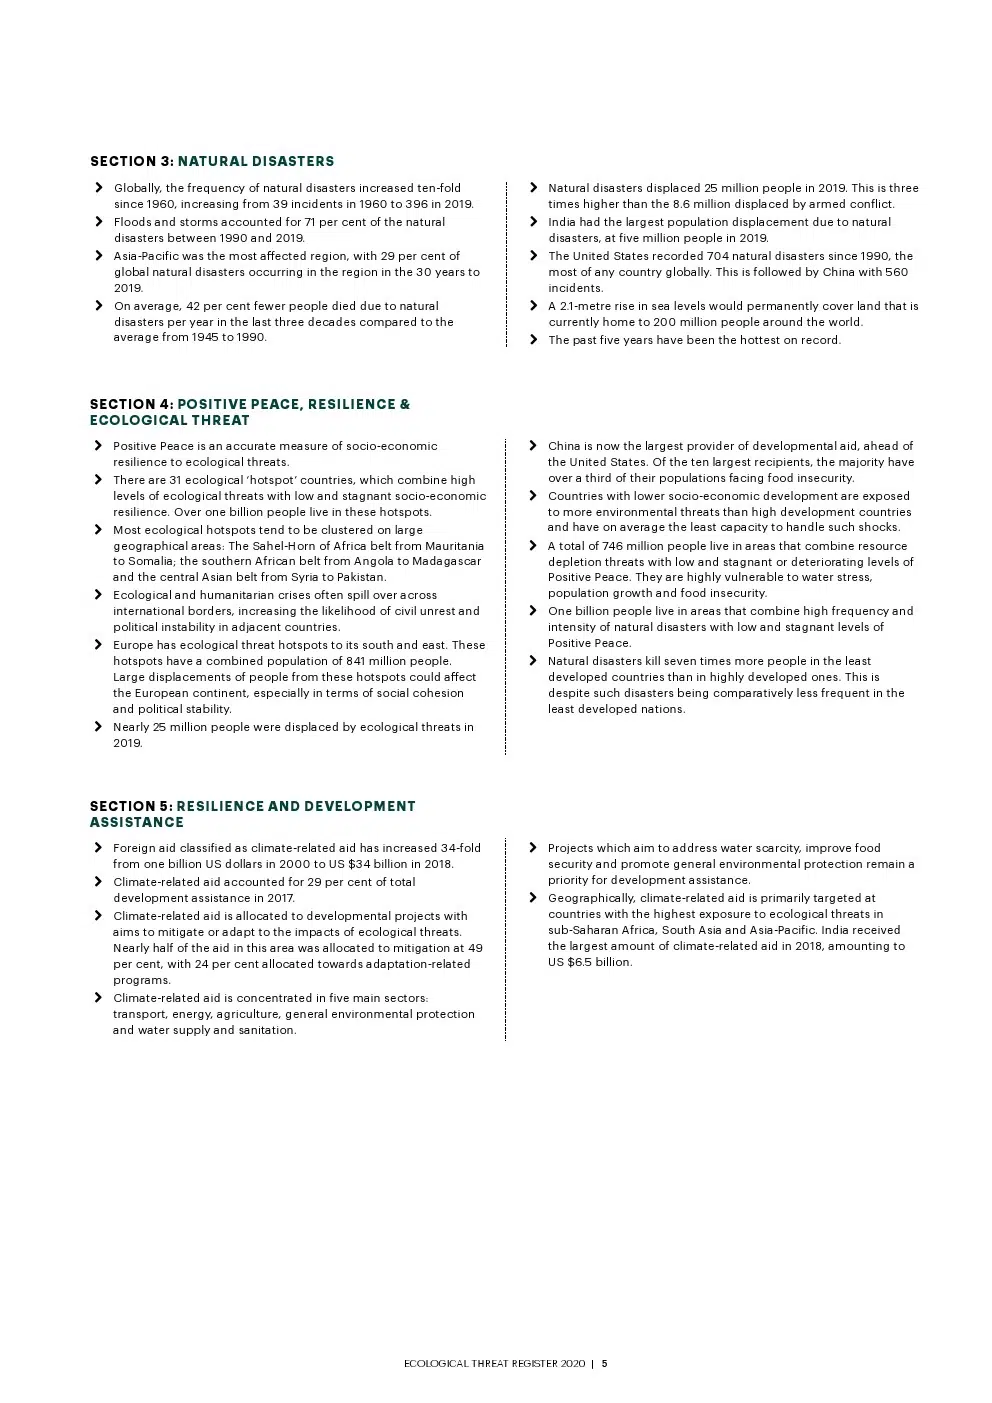 SECTION 3: NATURAL DISASTERS
Globally, the frequency of natural disasters increased ten-fold
since 1960, increasing from 39 incidents in 1960 to 396 in 2019.
Floods and storms accounted for 71 per cent of the natural
disasters between 1990 and 2019.
Asia-Pacific was the most affected region, with 29 per cent of
global natural disasters occurring in the region in the 30 years to
2019.
On average, 42 per cent fewer people died due to natural
disasters per year in the last three decades compared to the
average from 1945 to 1990.
Natural disasters displaced 25 million people in 2019. This is three
times higher than the 8.6 million displaced by armed conflict.
India had the largest population displacement due to natural
disasters, at five million people in 2019.
The United States recorded 704 natural disasters since 1990, the
most of any country globally. This is followed by China with 560
incidents.
A 2.1-metre rise in sea levels would permanently cover land that is
currently home to 200 million people around the world.
The past five years have been the hottest on record.
SECTION 4: POSITIVE PEACE, RESILIENCE &
ECOLOGICAL THREAT
Positive Peace is an accurate measure of socio-economic
resilience to ecological threats.
There are 31 ecological ‘hotspot’ countries, which combine high
levels of ecological threats with low and stagnant socio-economic
resilience. Over one billion people live in these hotspots.
Most ecological hotspots tend to be clustered on large
geographical areas: The Sahel-Horn of Africa belt from Mauritania
to Somalia; the southern African belt from Angola to Madagascar
and the central Asian belt from Syria to Pakistan.
Ecological and humanitarian crises often spill over across
international borders, increasing the likelihood of civil unrest and
political instability in adjacent countries.
Europe has ecological threat hotspots to its south and east. These
hotspots have a combined population of 841 million people.
Large displacements of people from these hotspots could affect
the European continent, especially in terms of social cohesion
and political stability.
Nearly 25 million people were displaced by ecological threats in
2019.
China is now the largest provider of developmental aid, ahead of
the United States. Of the ten largest recipients, the majority have
over a third of their populations facing food insecurity.
Countries with lower socio-economic development are exposed
to more environmental threats than high development countries
and have on average the least capacity to handle such shocks.
A total of 746 million people live in areas that combine resource
depletion threats with low and stagnant or deteriorating levels of
Positive Peace. They are highly vulnerable to water stress,
population growth and food insecurity.
One billion people live in areas that combine high frequency and
intensity of natural disasters with low and stagnant levels of
Positive Peace.
Natural disasters kill seven times more people in the least
developed countries than in highly developed ones. This is
despite such disasters being comparatively less frequent in the
least developed nations.
SECTION 5: RESILIENCE AND DEVELOPMENT
ASSISTANCE
Foreign aid classified as climate-related aid has increased 34-fold
from one billion US dollars in 2000 to US $34 billion in 2018.
Climate-related aid accounted for 29 per cent of total
development assistance in 2017.
Climate-related aid is allocated to developmental projects with
aims to mitigate or adapt to the impacts of ecological threats.
Nearly half of the aid in this area was allocated to mitigation at 49
per cent, with 24 per cent allocated towards adaptation-related
programs.
Climate-related aid is concentrated in five main sectors:
transport, energy, agriculture, general environmental protection
and water supply and sanitation.
Projects which aim to address water scarcity, improve food
security and promote general environmental protection remain a
priority for development assistance.
Geographically, climate-related aid is primarily targeted at
countries with the highest exposure to ecological threats in
sub-Saharan Africa, South Asia and Asia-Pacific. India received
the largest amount of climate-related aid in 2018, amounting to
US $6.5 billion.
ECOLOGICAL THREAT REGISTER 2020 | 5